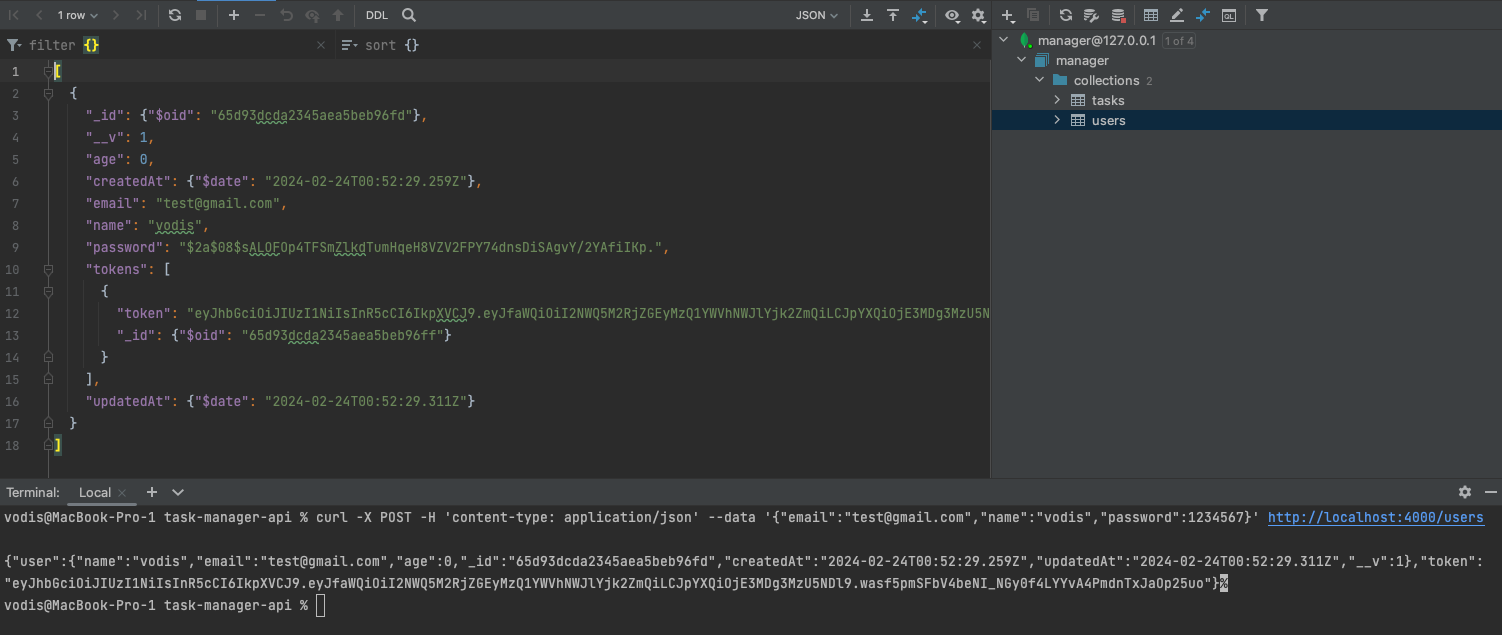 1 row
DDL
JSON
filter {}
sort {}
manager@127.0.0.1 1 of 4
manager
collections 2
tasks
users
1 [
2 {
3 "_id": {"$oid": "65d93dcda2345aea5beb96fd"},
4 "__v": 1,
5 "age": 0,
6 "createdAt": {"$date": "2024-02-24T00:52:29.259Z"},
7 "email": "test@gmail.com",
8 "name": "vodis",
9 "password": "$2a$08$sALOFOp4TFSmZlkdTumHqeH8VZV2FPY74dnsDiSAgvY/2YAfiIKp.",
10 "tokens": [
11 {
12 "token": "eyJhbGciOiJIUzI1NiIsInR5cCI6IkpXVCJ9.eyJfaWQiOiI2NWQ5M2RjZGEyMzQ1YWVhNWJlYjk2ZmQiLCJpYXQiOjE3MDg3MzU5N
13 "_id": {"$oid": "65d93dcda2345aea5beb96ff"}
14 }
15 ],
16 "updatedAt": {"$date": "2024-02-24T00:52:29.311Z"}
17 }
18 ]
Terminal: Local
vodis@MacBook-Pro-1 task-manager-api % curl -X POST -H 'content-type: application/json' --data '{"email":"test@gmail.com","name":"vodis","password":1234567}' http://localhost:4000/users
{"user":{"name":"vodis","email":"test@gmail.com","age":0,"_id":"65d93dcda2345aea5beb96fd","createdAt":"2024-02-24T00:52:29.259Z","updatedAt":"2024-02-24T00:52:29.311Z","__v":1},"token":
"eyJhbGciOiJIUzI1NiIsInR5cCI6IkpXVCJ9.eyJfaWQiOiI2NWQ5M2RjZGEyMzQ1YWVhNWJlYjk2ZmQiLCJpYXQiOjE3MDg3MzU5NDl9.wasf5pmSFbV4beNI_NGy0f4LYYvA4PmdnTxJaOp25uo"}%
vodis@MacBook-Pro-1 task-manager-api %